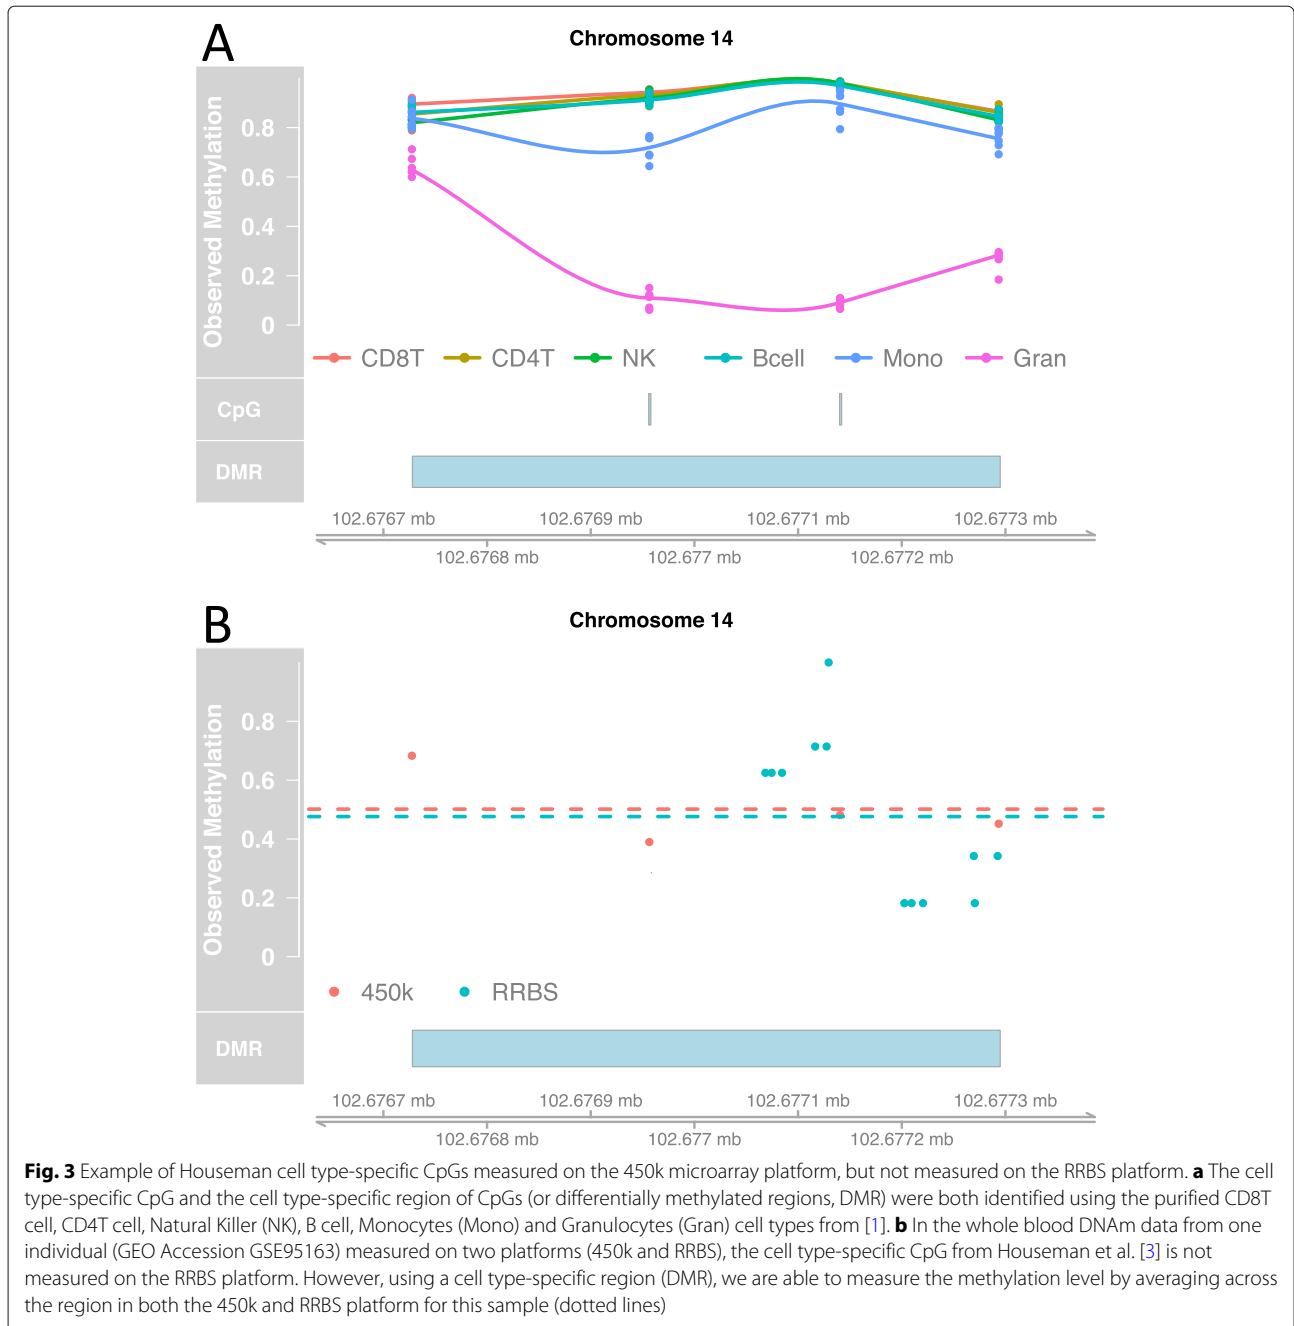 A
Chromosome 14
Observed Methylation
0.8
0.6
0.4
0.2
0
CD8T CD4T NK Bcell Mono Gran
CpG
DMR
102.6767 mb 102.6769 mb 102.6771 mb 102.6773 mb
102.6768 mb 102.677 mb 102.6772 mb
B
Chromosome 14
Observed Methylation
0.8
0.6
0.4
0.2
0
450k RRBS
DMR
102.6767 mb 102.6769 mb 102.6771 mb 102.6773 mb
102.6768 mb 102.677 mb 102.6772 mb
Fig. 3 Example of Houseman cell type-specific CpGs measured on the 450k microarray platform, but not measured on the RRBS platform. a The cell
type-specific CpG and the cell type-specific region of CpGs (or differentially methylated regions, DMR) were both identified using the purified CD8T
cell, CD4T cell, Natural Killer (NK), B cell, Monocytes (Mono) and Granulocytes (Gran) cell types from [1]. b In the whole blood DNAm data from one
individual (GEO Accession GSE95163) measured on two platforms (450k and RRBS), the cell type-specific CpG from Houseman et al. [3] is not
measured on the RRBS platform. However, using a cell type-specific region (DMR), we are able to measure the methylation level by averaging across
the region in both the 450k and RRBS platform for this sample (dotted lines)